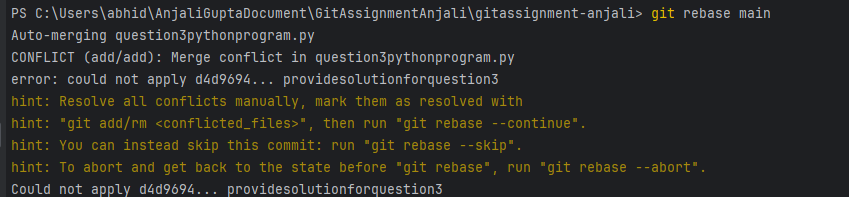 PS C:\Users\abhid\AnjaliGuptaDocument\GitAssignmentAnjali\gitassignment-anjali> git rebase main
Auto-merging question3pythonprogram.py
CONFLICT (add/add): Merge conflict in question3pythonprogram.py
error: could not apply d4d9694... providesolutionforquestion3
hint: Resolve all conflicts manually, mark them as resolved with
hint: "git add/rm <conflicted_files>", then run "git rebase --continue".
hint: You can instead skip this commit: run "git rebase --skip".
hint: To abort and get back to the state before "git rebase", run "git rebase --abort".
Could not apply d4d9694... providesolutionforquestion3